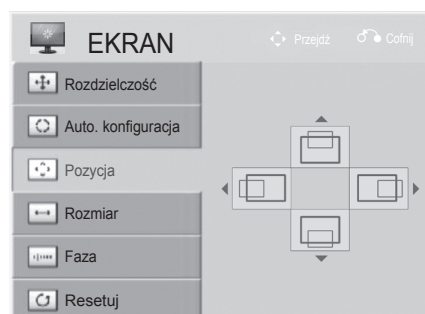 EKRAN
Przejdź
Cofnij
Rozdzielczość
Auto. konfiguracja
Pozycja
Rozmiar
Faza
Resetuj